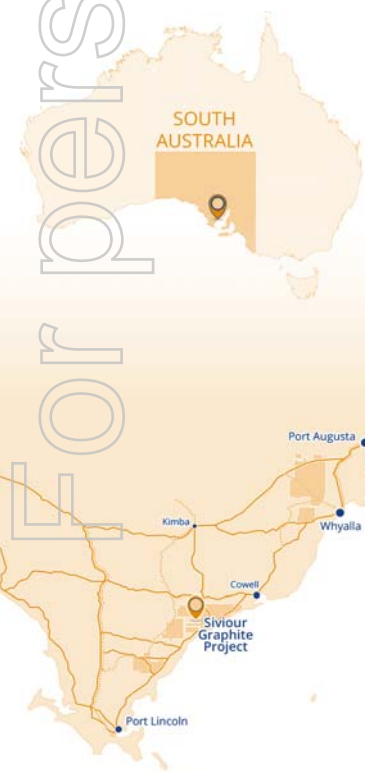 For pers
SOUTH
AUSTRALIA
Port Augusta
Kimba
Whyalla
Cowell
Siviour
Graphite
Project
Port Lincoln